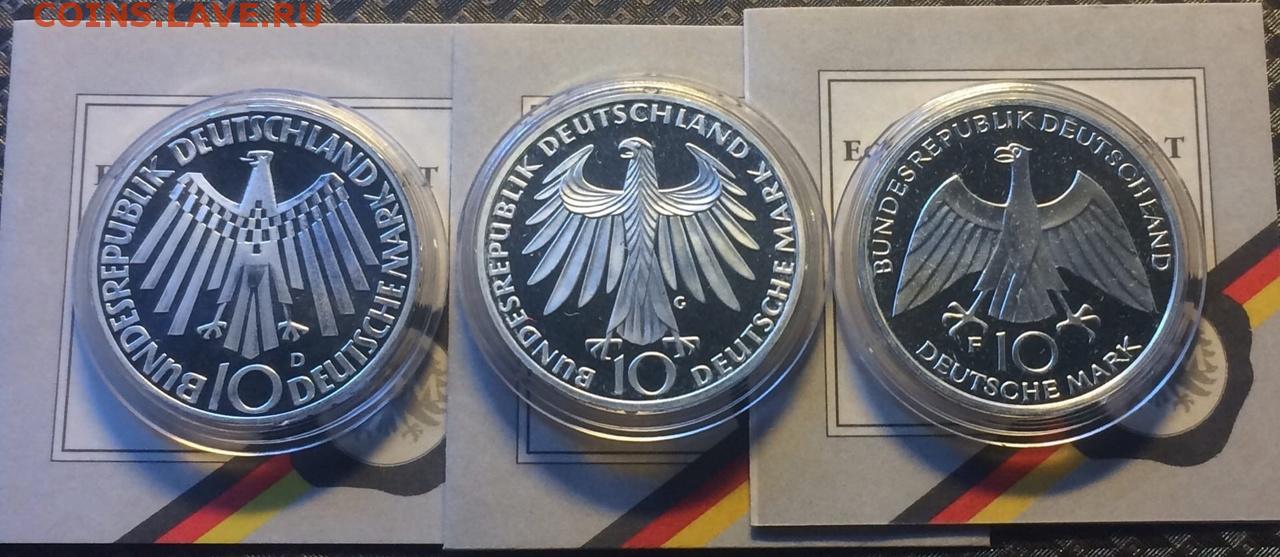 COINS.LAVE.RU
BUNDESREPUBLIK DEUTSCHLAND
10 DEUTSCHE MARK
D
BUNDESREPUBLIK DEUTSCHLAND
10 DEUTSCHE MARK
G
BUNDESREPUBLIK DEUTSCHLAND
F 10
DEUTSCHE MARK